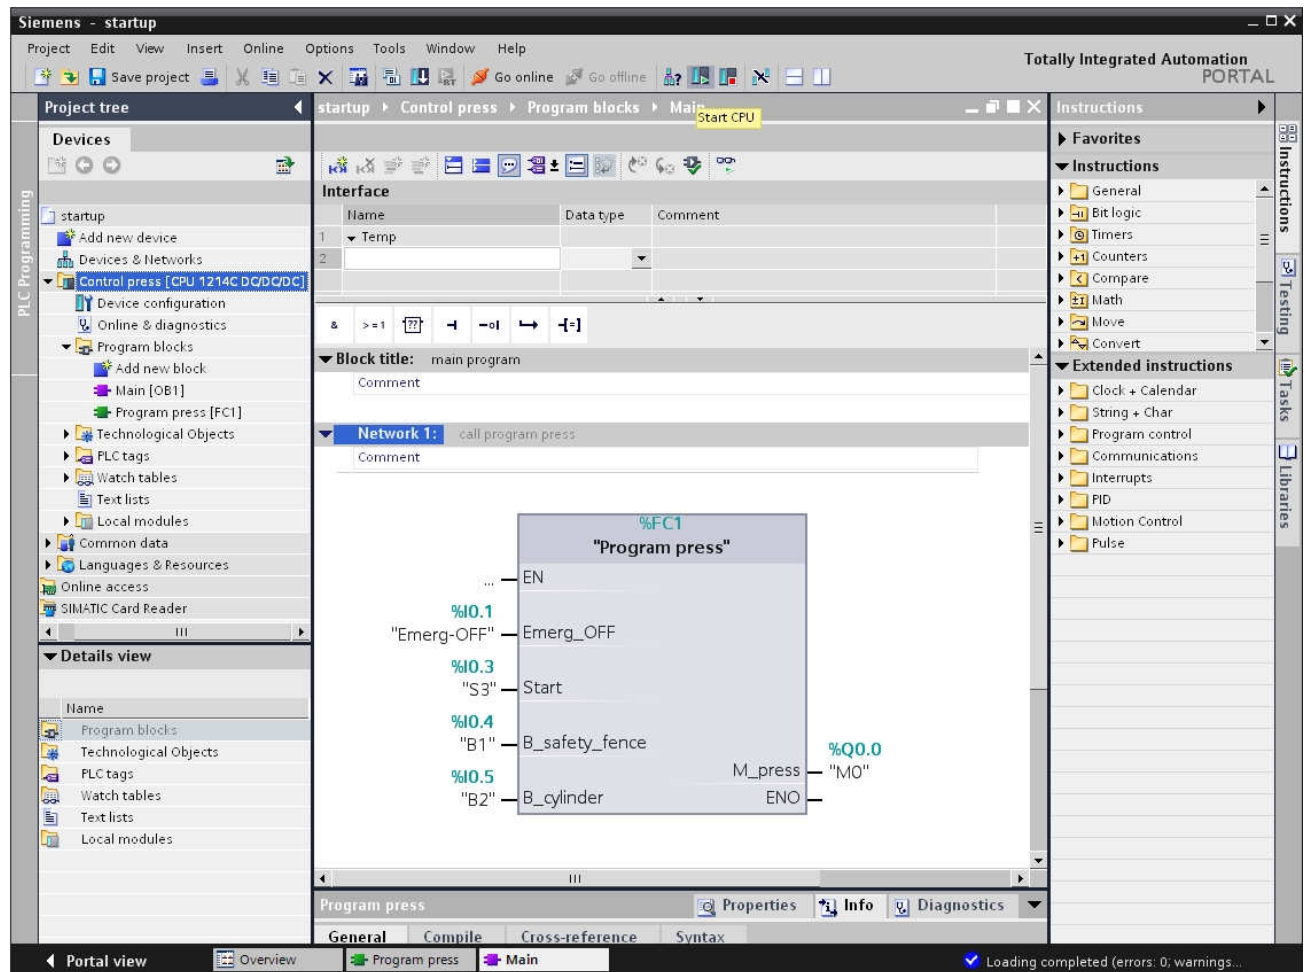 Siemens - startup
Project Edit View Insert Online Options Tools Window Help
Totally Integrated Automation
PORTAL
Save project
Go online
Go offline
Project tree
startup Control press Program blocks Main
Start CPU
Instructions
Devices
Favorites
Instructions
Interface
Name Data type Comment
1 Temp
2
startup
Add new device
Devices & Networks
Control press [CPU 1214C DC/DC/DC]
Device configuration
Online & diagnostics
Program blocks
Add new block
Main [OB1]
Program press [FC1]
Technological Objects
PLC tags
Watch tables
Text lists
Local modules
Common data
Languages & Resources
Online access
SIMATIC Card Reader
PLC Programming
& >=1 ??
Block title: main program
Comment
Network 1: call program press
Comment
%FC1
"Program press"
... EN
%I0.1
"Emerg-OFF" Emerg_OFF
%I0.3
"S3" Start
%I0.4
"B1" B_safety_fence
%I0.5
"B2" B_cylinder
%Q0.0
M_press "M0"
ENO
General
Bit logic
Timers
Counters
Compare
Math
Move
Convert
Extended instructions
Clock + Calendar
String + Char
Program control
Communications
Interrupts
PID
Motion Control
Pulse
Instructions
Testing
Tasks
Libraries
Details view
Name
Program blocks
Technological Objects
PLC tags
Watch tables
Text lists
Local modules
Program press
Properties Info Diagnostics
General Compile Cross-reference Syntax
Portal view Overview Program press Main
Loading completed (errors: 0; warnings...